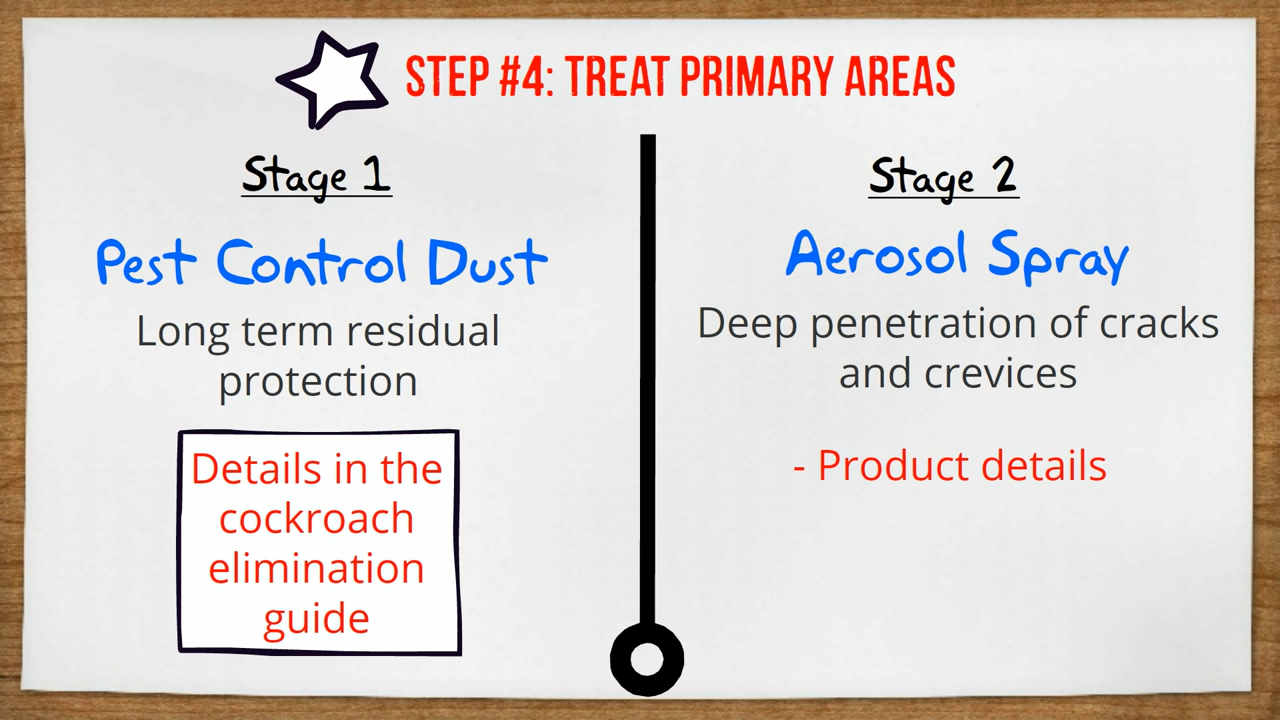 STEP #4: TREAT PRIMARY AREAS
Stage 1
Pest Control Dust
Long term residual
protection
Details in the
cockroach
elimination
guide
Stage 2
Aerosol Spray
Deep penetration of cracks
and crevices
- Product details